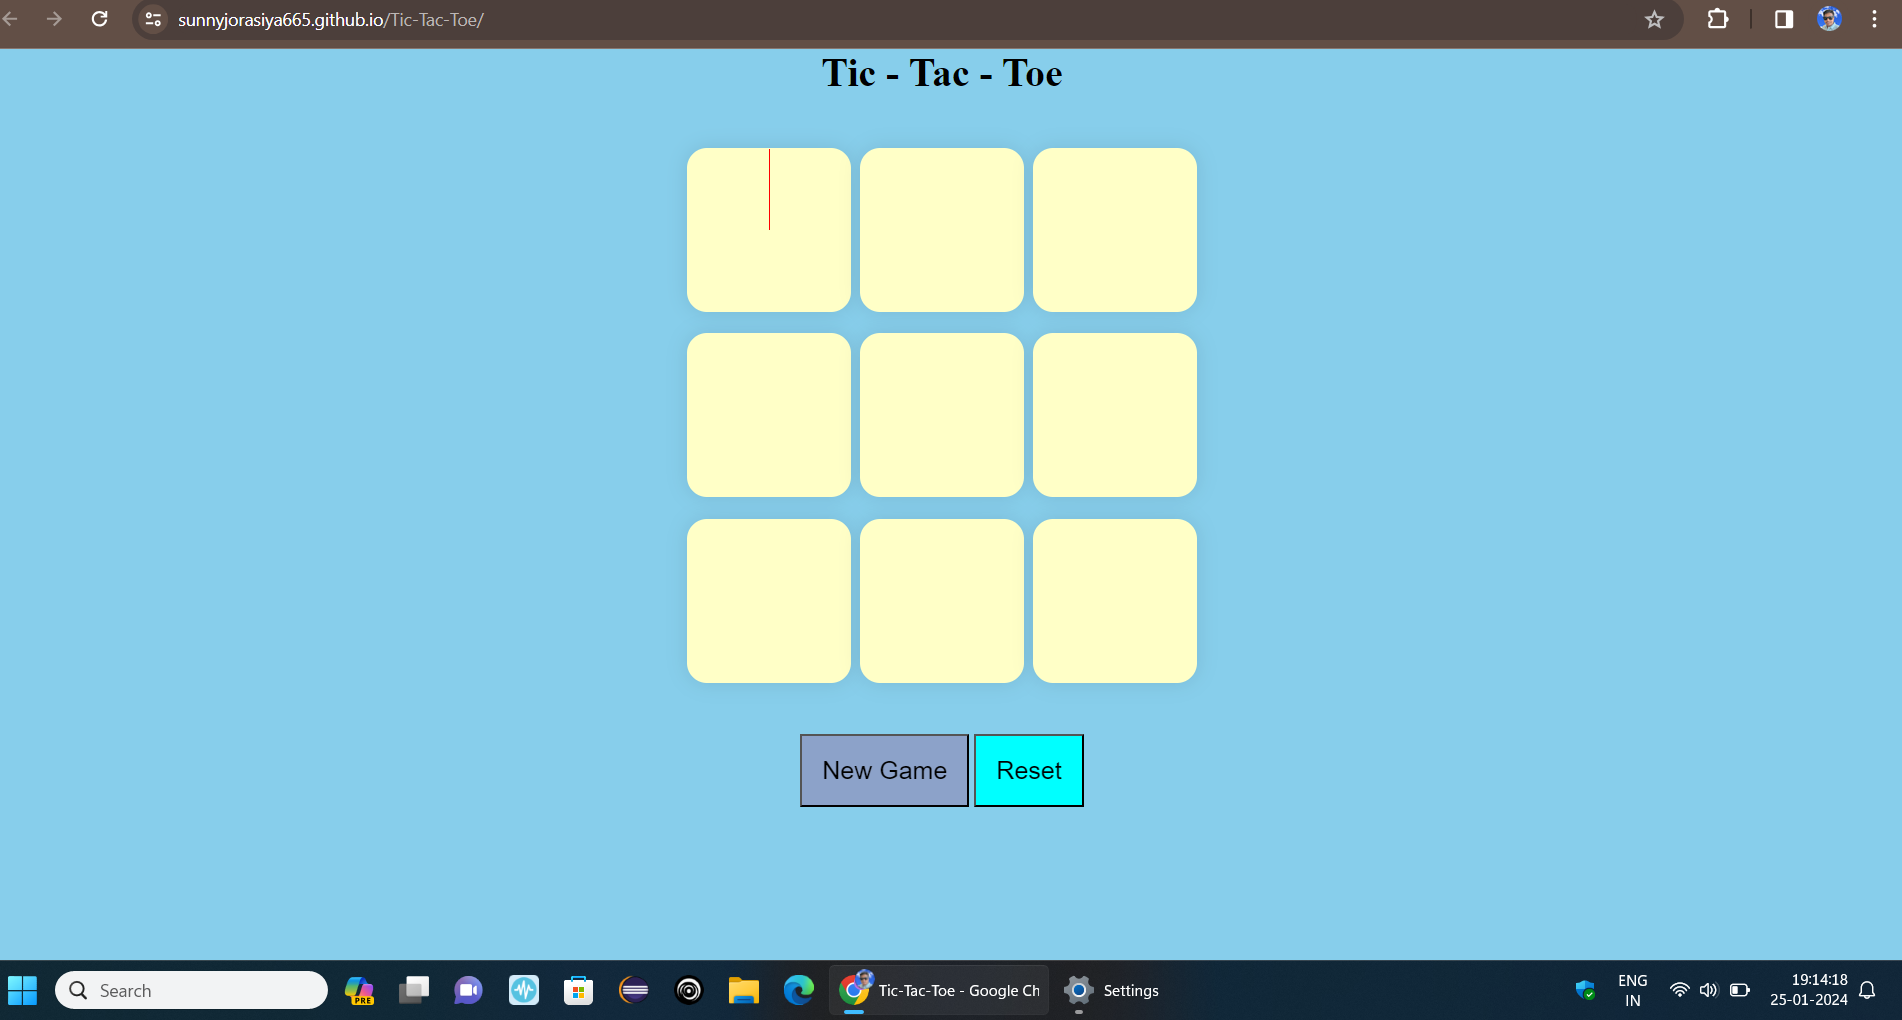 sunnyjorasiya665.github.io/Tic-Tac-Toe/
Tic - Tac - Toe
New Game
Reset
Search
PRE
Tic-Tac-Toe - Google Ch
Settings
ENG
IN
19:14:18
25-01-2024